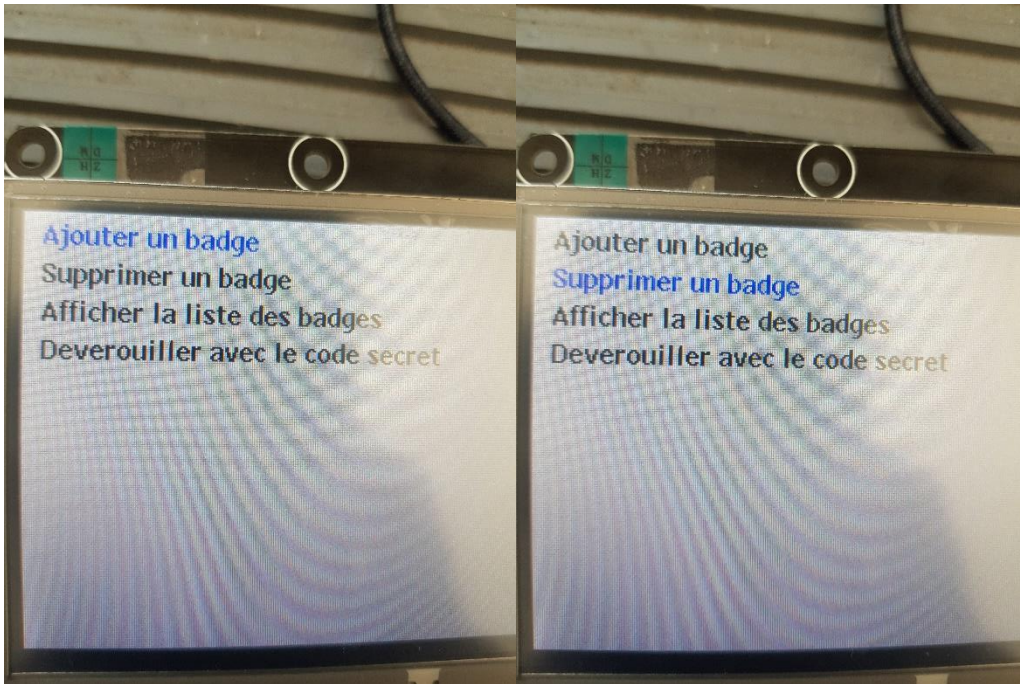 Ajouter un badge
Supprimer un badge
Afficher la liste des badges
Deverouiller avec le code secret
Ajouter un badge
Supprimer un badge
Afficher la liste des badges
Deverouiller avec le code secret